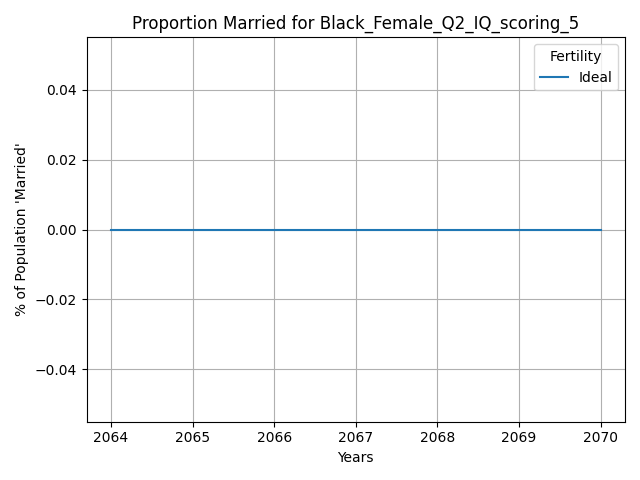 Proportion Married for Black_Female_Q2_IQ_scoring_5
Fertility
Ideal
% of Population 'Married'
0.04
0.02
0.00
−0.02
−0.04
2064 2065 2066 2067 2068 2069 2070
Years